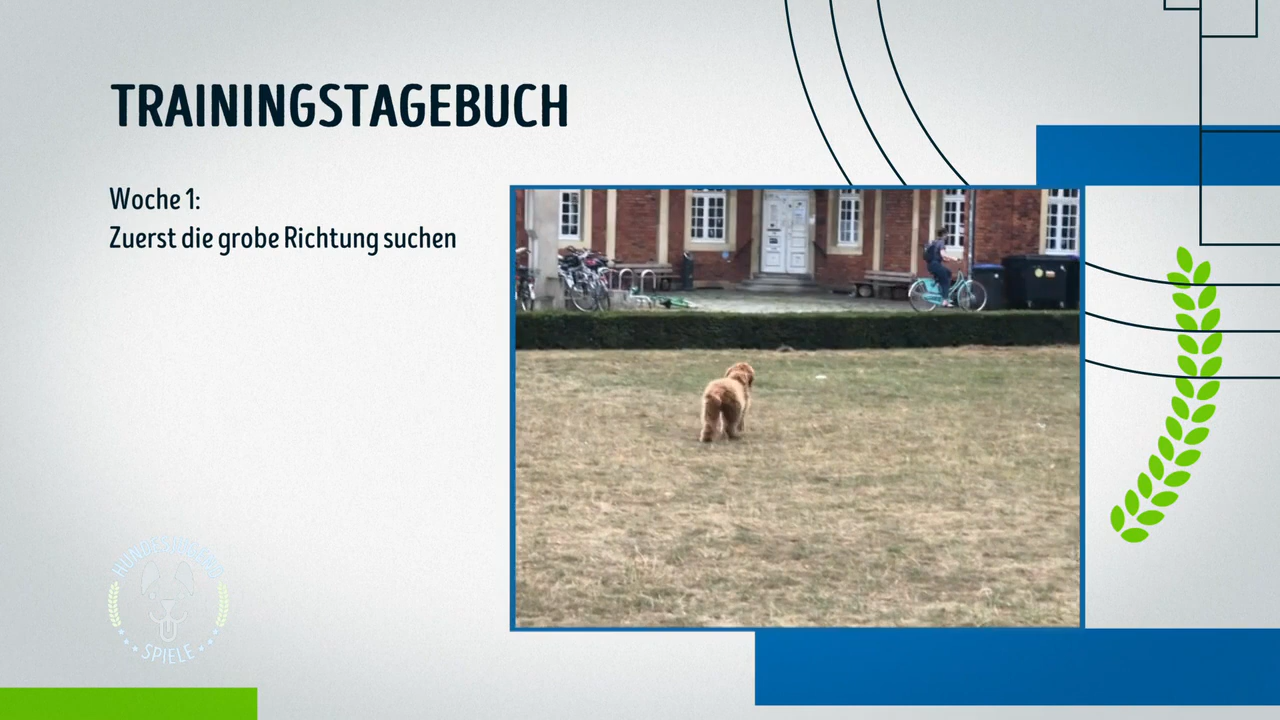 TRAININGSTAGEBUCH
Woche 1:
Zuerst die grobe Richtung suchen
SPIELE